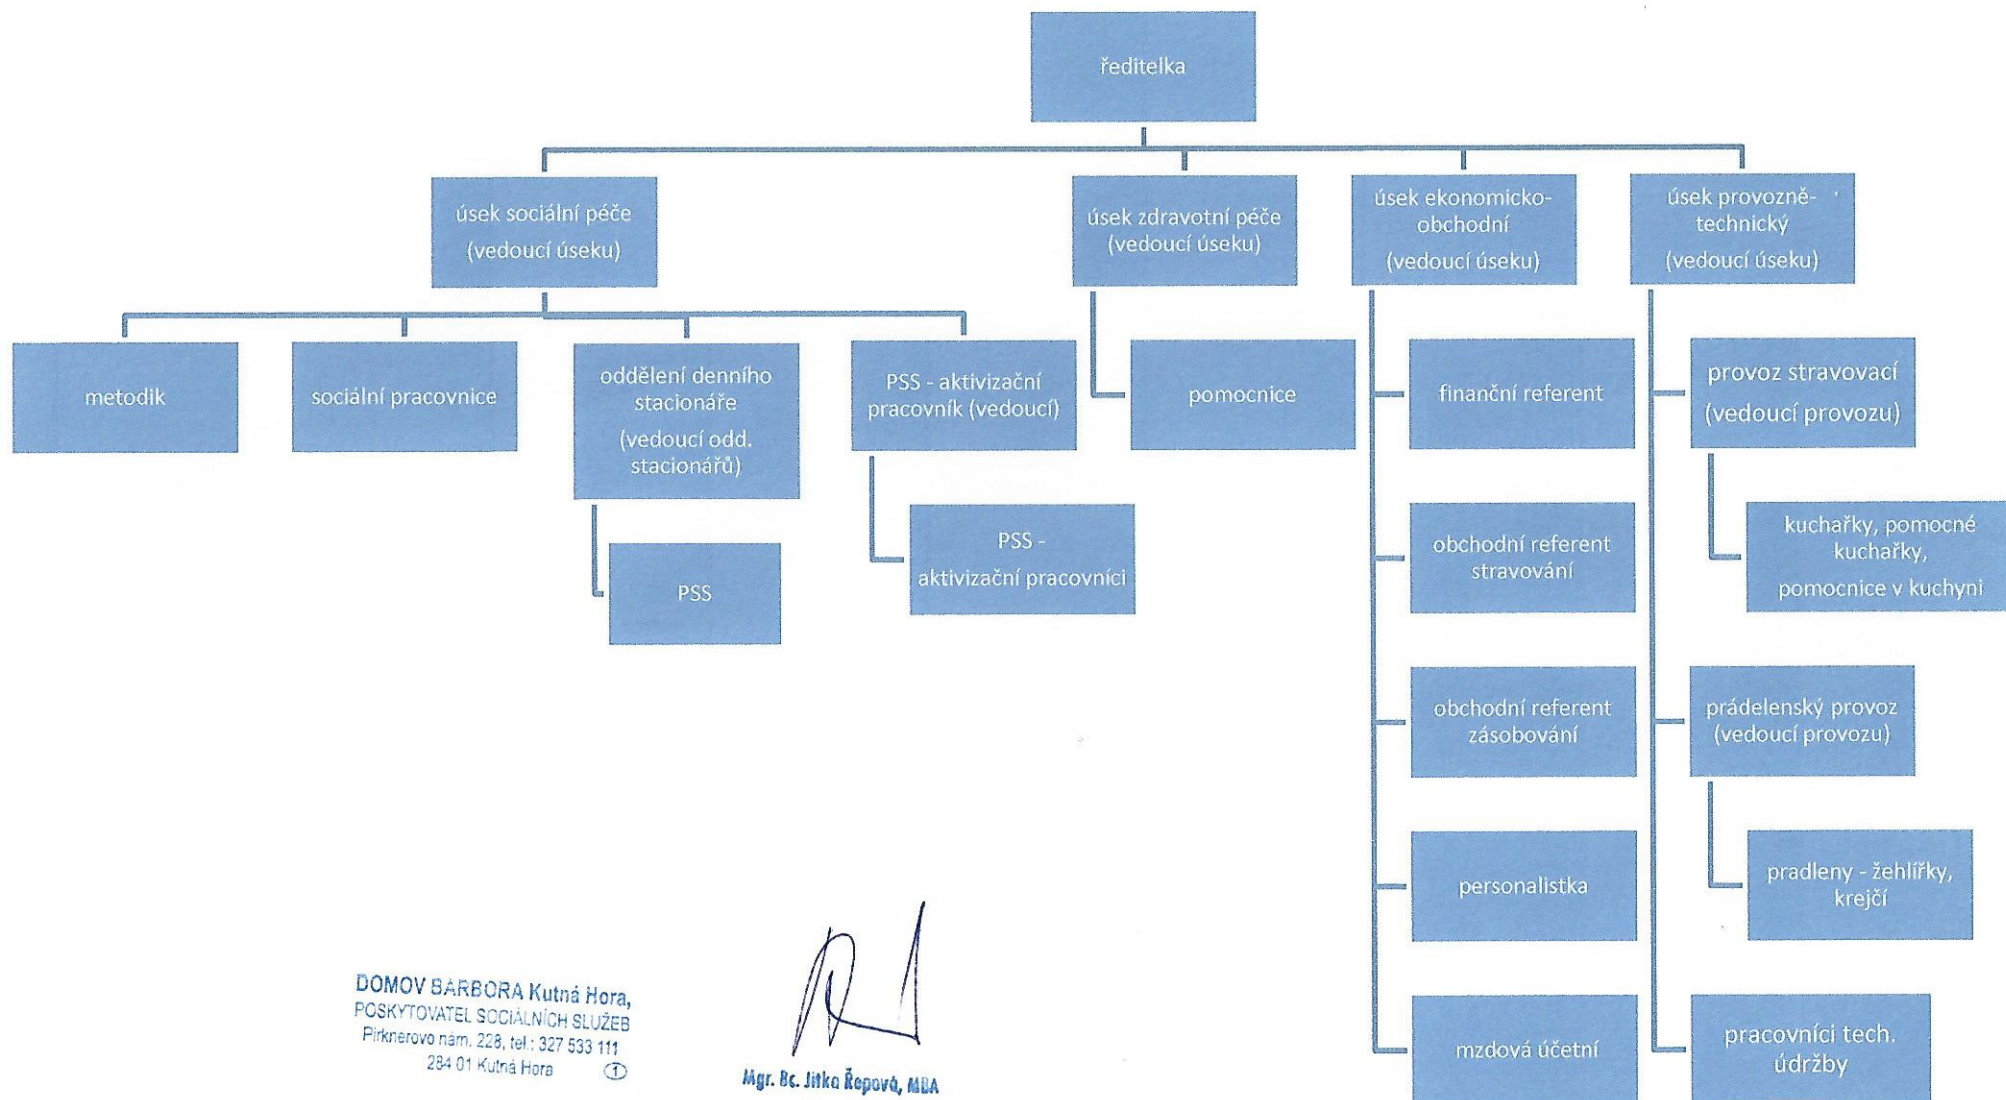 ředitelka
úsek sociální péče
(vedoucí úseku)
úsek zdravotní péče
(vedoucí úseku)
úsek ekonomicko-
obchodní
(vedoucí úseku)
úsek provozně-
technický
(vedoucí úseku)
metodik
sociální pracovnice
oddělení denního
stacionáře
(vedoucí odd.
stacionářů)
PSS
PSS - aktivizační
pracovník (vedoucí)
PSS -
aktivizační pracovníci
pomocnice
finanční referent
obchodní referent
stravování
obchodní referent
zásobování
personalistka
mzdová účetní
provoz stravovací
(vedoucí provozu)
kuchařky, pomocné
kuchařky,
pomocnice v kuchyni
prádelenský provoz
(vedoucí provozu)
pradleny - žehlířky,
krejčí
pracovníci tech.
údržby
DOMOV BARBORA Kutná Hora,
POSKYTOVATEL SOCIÁLNÍCH SLUŽEB
Pirknerovo nám. 228, tel.: 327 533 111
284 01 Kutná Hora ①
Mgr. Bc. Jitka Řepová, MBA